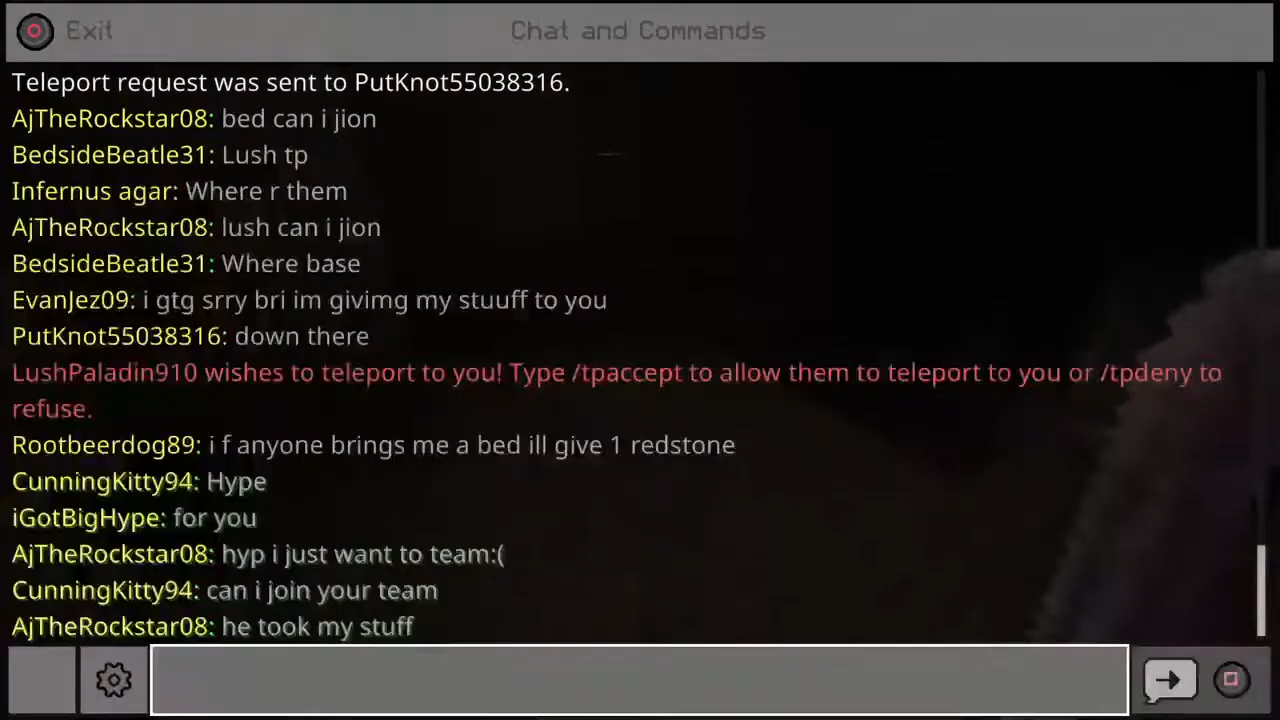 Exit
Chat and Commands
Teleport request was sent to PutKnot55038316.
AjTheRockstar08: bed can i jion
BedsideBeatle31: Lush tp
Infernus agar: Where r them
AjTheRockstar08: lush can i jion
BedsideBeatle31: Where base
EvanJez09: i gtg srry bri im givimg my stuuff to you
PutKnot55038316: down there
LushPaladin910 wishes to teleport to you! Type /tpaccept to allow them to teleport to you or /tpdeny to
refuse.
Rootbeerdog89: i f anyone brings me a bed ill give 1 redstone
CunningKitty94: Hype
iGotBigHype: for you
AjTheRockstar08: hyp i just want to team:(
CunningKitty94: can i join your team
AjTheRockstar08: he took my stuff